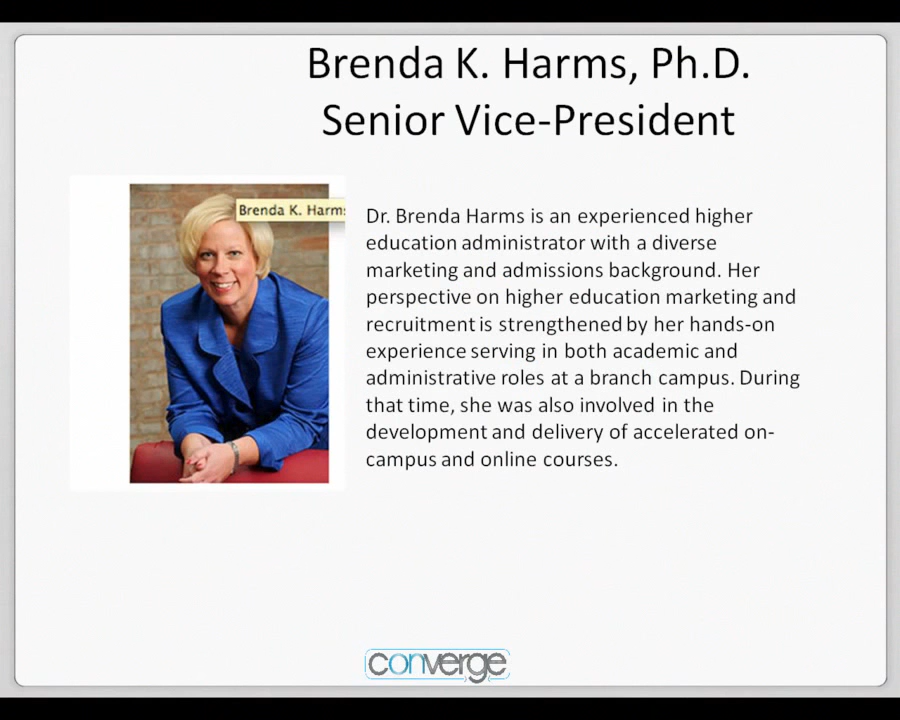 Brenda K. Harms, Ph.D.
Senior Vice-President
Brenda K. Harms
Dr. Brenda Harms is an experienced higher
education administrator with a diverse
marketing and admissions background. Her
perspective on higher education marketing and
recruitment is strengthened by her hands-on
experience serving in both academic and
administrative roles at a branch campus. During
that time, she was also involved in the
development and delivery of accelerated on-
campus and online courses.
converge